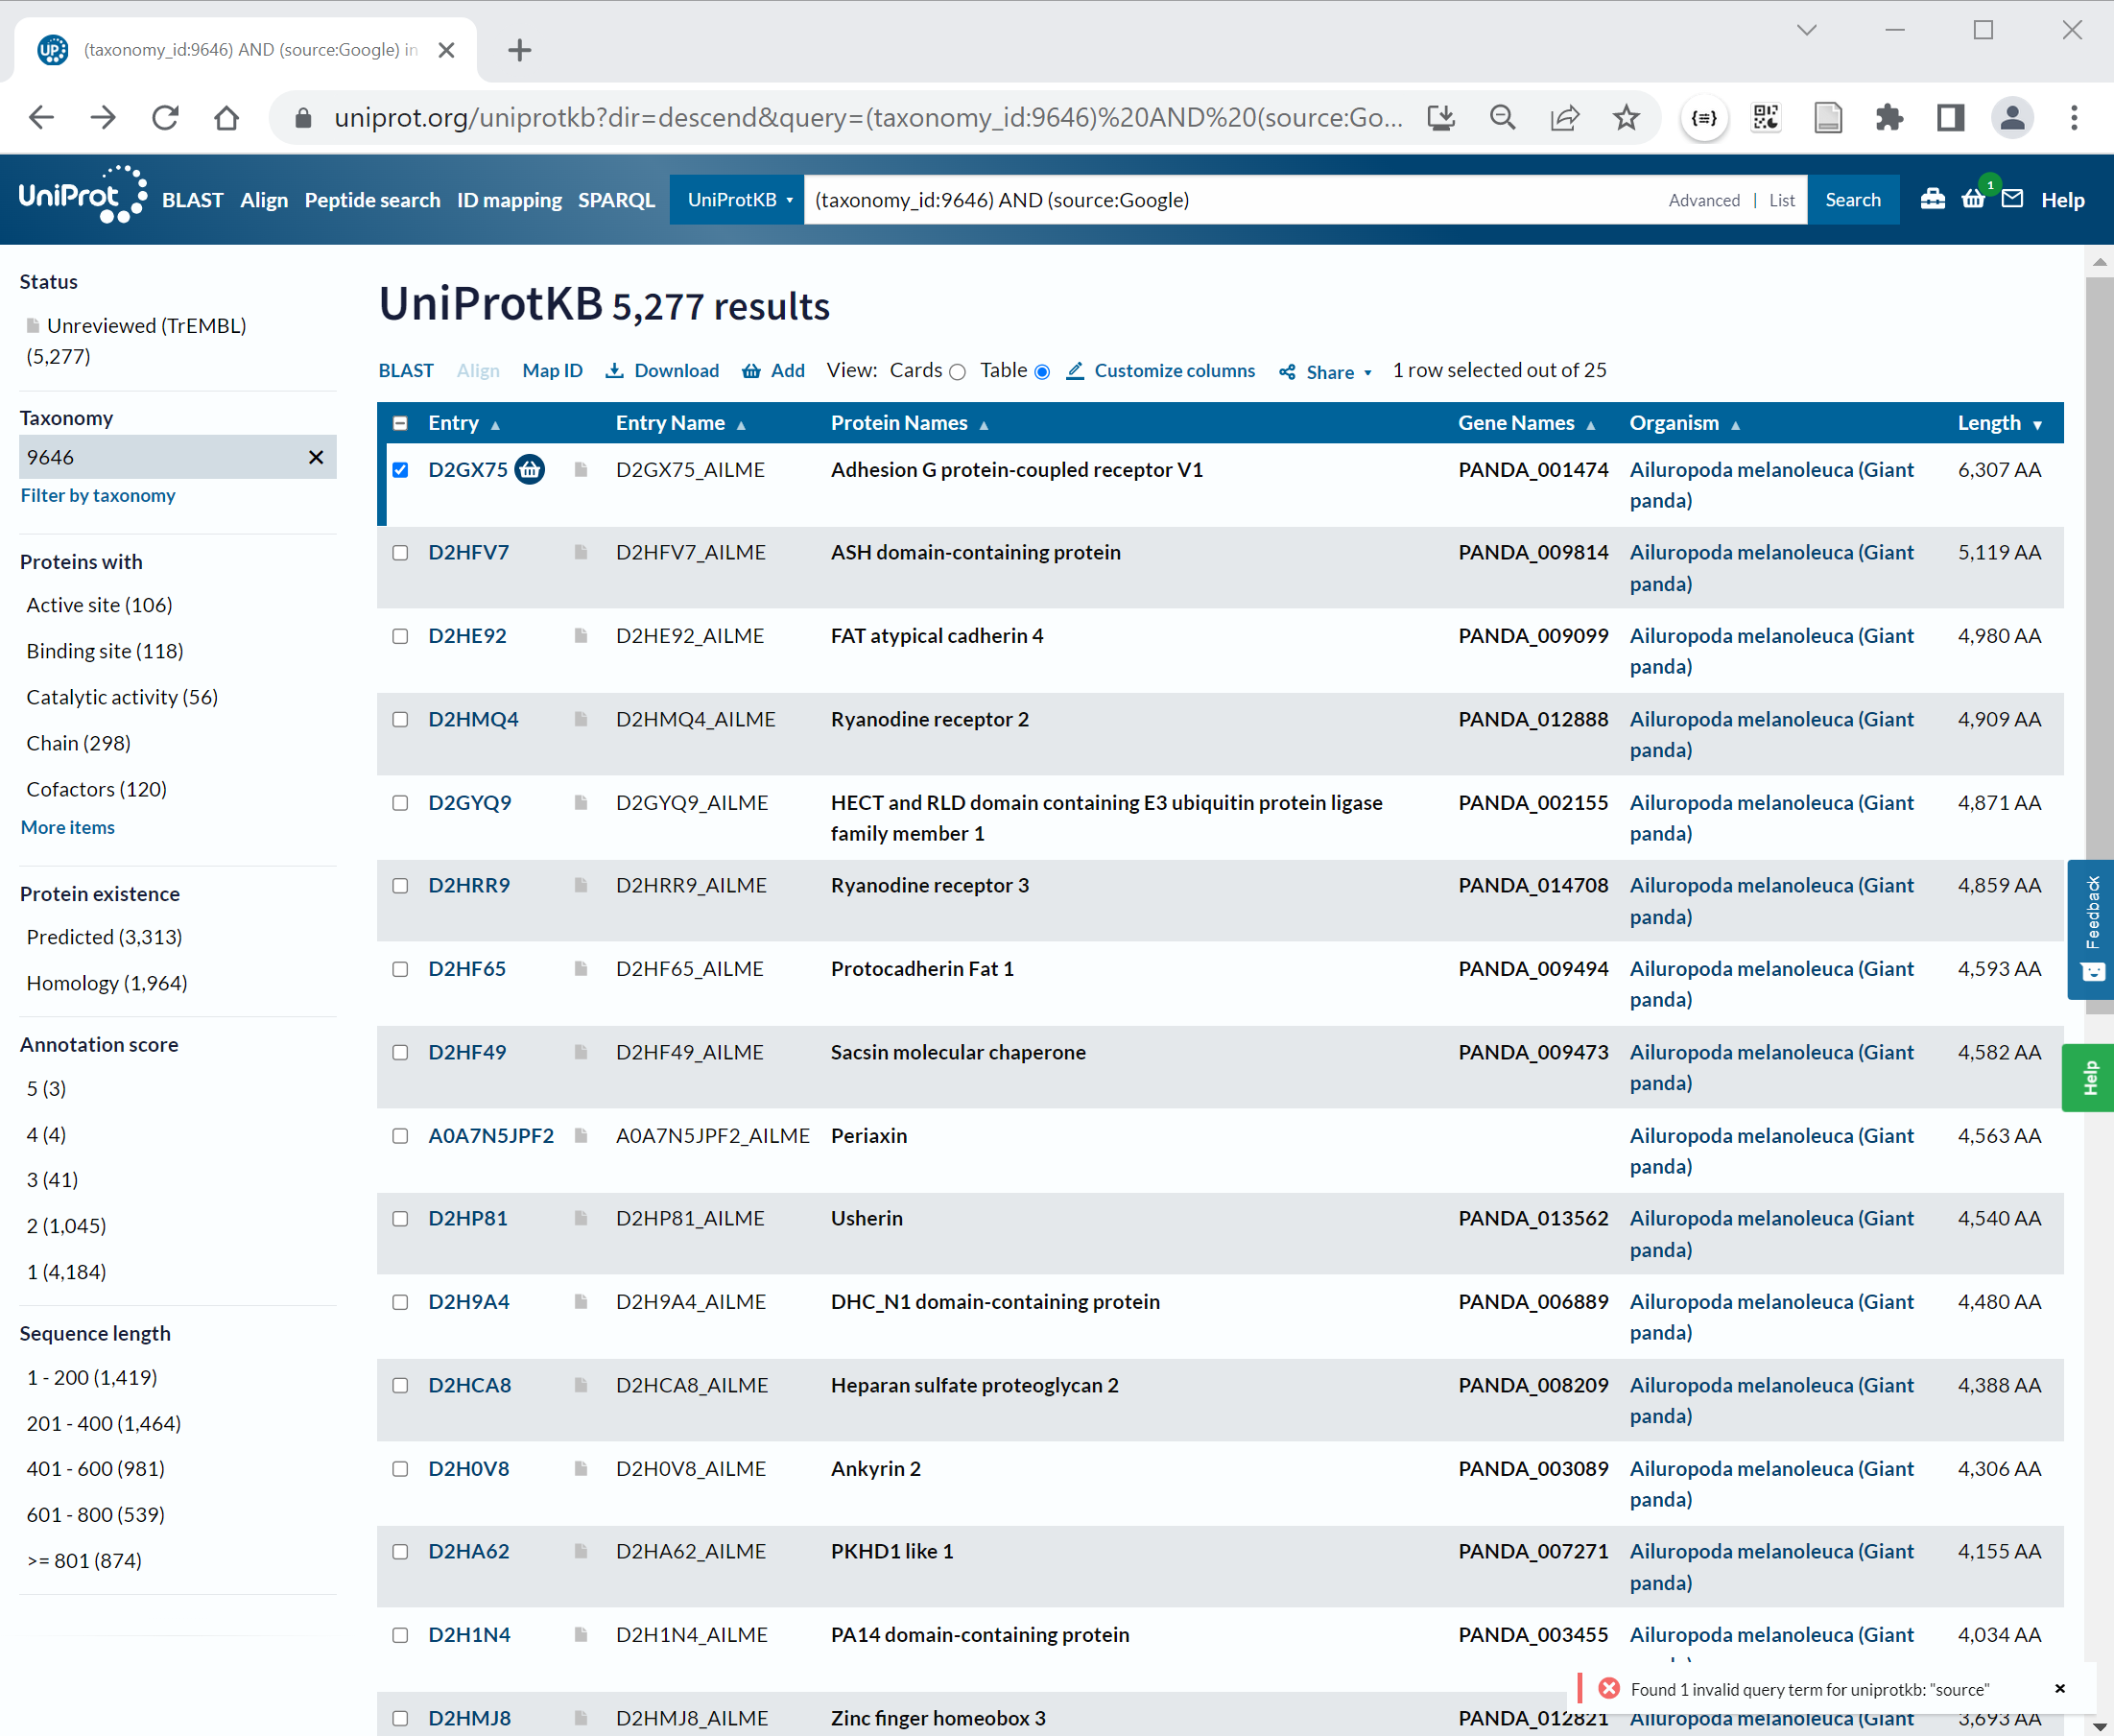 UP (taxonomy_id:9646) AND (source:Google) in
uniprot.org/uniprotkb?dir=descend&query=(taxonomy_id:9646)%20AND%20(source:Go...
UniProt BLAST Align Peptide search ID mapping SPARQL UniProtKB (taxonomy_id:9646) AND (source:Google) Advanced | List Search 1 Help
Status
Unreviewed (TrEMBL)
(5,277)
Taxonomy
9646
Filter by taxonomy
Proteins with
Active site (106)
Binding site (118)
Catalytic activity (56)
Chain (298)
Cofactors (120)
More items
Protein existence
Predicted (3,313)
Homology (1,964)
Annotation score
5 (3)
4 (4)
3 (41)
2 (1,045)
1 (4,184)
Sequence length
1 - 200 (1,419)
201 - 400 (1,464)
401 - 600 (981)
601 - 800 (539)
>= 801 (874)
UniProtKB 5,277 results
BLAST Align Map ID Download Add View: Cards Table Customize columns Share 1 row selected out of 25
Entry Entry Name Protein Names Gene Names Organism Length
D2GX75 D2GX75_AILME Adhesion G protein-coupled receptor V1 PANDA_001474 Ailuropoda melanoleuca (Giant 6,307 AA
panda)
D2HFV7 D2HFV7_AILME ASH domain-containing protein PANDA_009814 Ailuropoda melanoleuca (Giant 5,119 AA
panda)
D2HE92 D2HE92_AILME FAT atypical cadherin 4 PANDA_009099 Ailuropoda melanoleuca (Giant 4,980 AA
panda)
D2HMQ4 D2HMQ4_AILME Ryanodine receptor 2 PANDA_012888 Ailuropoda melanoleuca (Giant 4,909 AA
panda)
D2GYQ9 D2GYQ9_AILME HECT and RLD domain containing E3 ubiquitin protein ligase PANDA_002155 Ailuropoda melanoleuca (Giant 4,871 AA
family member 1 panda)
D2HRR9 D2HRR9_AILME Ryanodine receptor 3 PANDA_014708 Ailuropoda melanoleuca (Giant 4,859 AA
panda)
D2HF65 D2HF65_AILME Protocadherin Fat 1 PANDA_009494 Ailuropoda melanoleuca (Giant 4,593 AA
panda)
D2HF49 D2HF49_AILME Sacsin molecular chaperone PANDA_009473 Ailuropoda melanoleuca (Giant 4,582 AA
panda)
A0A7N5JPF2 A0A7N5JPF2_AILME Periaxin Ailuropoda melanoleuca (Giant 4,563 AA
panda)
D2HP81 D2HP81_AILME Usherin PANDA_013562 Ailuropoda melanoleuca (Giant 4,540 AA
panda)
D2H9A4 D2H9A4_AILME DHC_N1 domain-containing protein PANDA_006889 Ailuropoda melanoleuca (Giant 4,480 AA
panda)
D2HCA8 D2HCA8_AILME Heparan sulfate proteoglycan 2 PANDA_008209 Ailuropoda melanoleuca (Giant 4,388 AA
panda)
D2H0V8 D2H0V8_AILME Ankyrin 2 PANDA_003089 Ailuropoda melanoleuca (Giant 4,306 AA
panda)
D2HA62 D2HA62_AILME PKHD1 like 1 PANDA_007271 Ailuropoda melanoleuca (Giant 4,155 AA
panda)
D2H1N4 D2H1N4_AILME PA14 domain-containing protein PANDA_003455 Ailuropoda melanoleuca (Giant 4,034 AA
D2HMJ8 D2HMJ8_AILME Zinc finger homeobox 3 PANDA_012821 Ailuropoda melanoleuca (Giant 3,693 AA
Feedback
Help
Found 1 invalid query term for uniprotkb: "source"